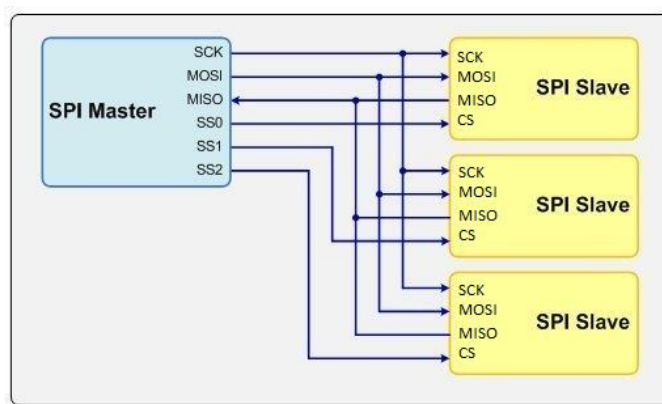 SPI Master
SCK
MOSI
MISO
SS0
SS1
SS2
SCK
MOSI
MISO
CS
SPI Slave
SCK
MOSI
MISO
CS
SPI Slave
SCK
MOSI
MISO
CS
SPI Slave